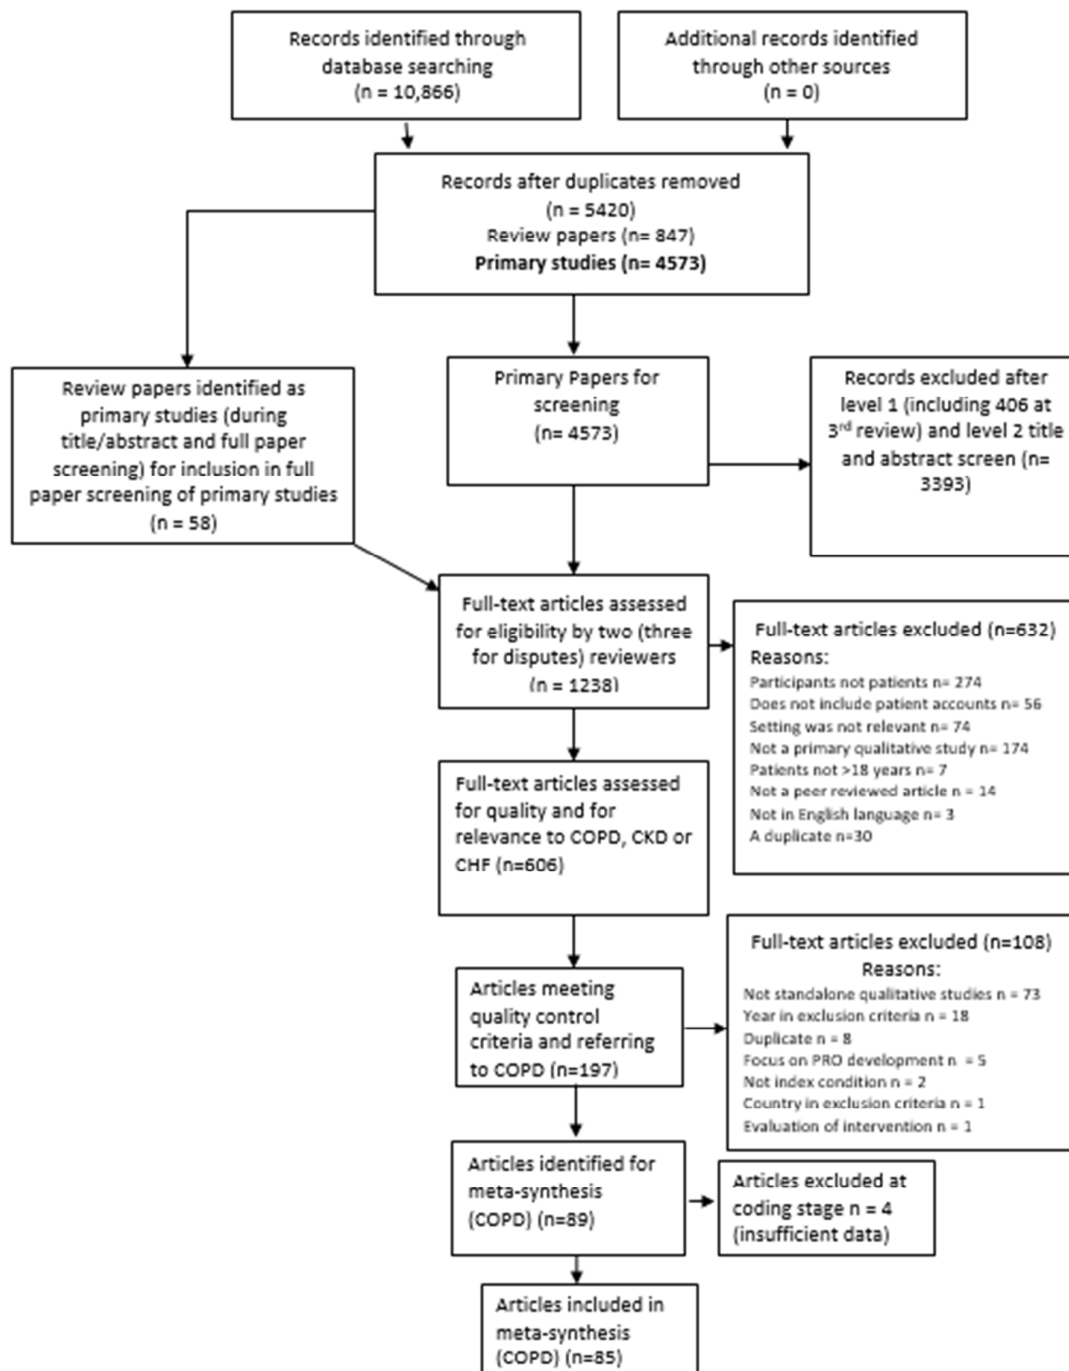 Records identified through
database searching
(n = 10,866)
Additional records identified
through other sources
(n = 0)
Records after duplicates removed
(n = 5420)
Review papers (n= 847)
Primary studies (n= 4573)
Review papers identified as
primary studies (during
title/abstract and full paper
screening) for inclusion in full
paper screening of primary studies
(n = 58)
Primary Papers for
screening
(n= 4573)
Records excluded after
level 1 (including 406 at
3rd review) and level 2 title
and abstract screen (n=
3393)
Full-text articles assessed
for eligibility by two (three
for disputes) reviewers
(n = 1238)
Full-text articles excluded (n=632)
Reasons:
Participants not patients n= 274
Does not include patient accounts n= 56
Setting was not relevant n= 74
Not a primary qualitative study n= 174
Patients not >18 years n= 7
Not a peer reviewed article n = 14
Not in English language n= 3
A duplicate n=30
Full-text articles assessed
for quality and for
relevance to COPD, CKD or
CHF (n=606)
Articles meeting
quality control
criteria and referring
to COPD (n=197)
Full-text articles excluded (n=108)
Reasons:
Not standalone qualitative studies n = 73
Year in exclusion criteria n = 18
Duplicate n = 8
Focus on PRO development n = 5
Not index condition n = 2
Country in exclusion criteria n = 1
Evaluation of intervention n = 1
Articles identified for
meta-synthesis
(COPD) (n=89)
Articles excluded at
coding stage n = 4
(insufficient data)
Articles included in
meta-synthesis
(COPD) (n=85)